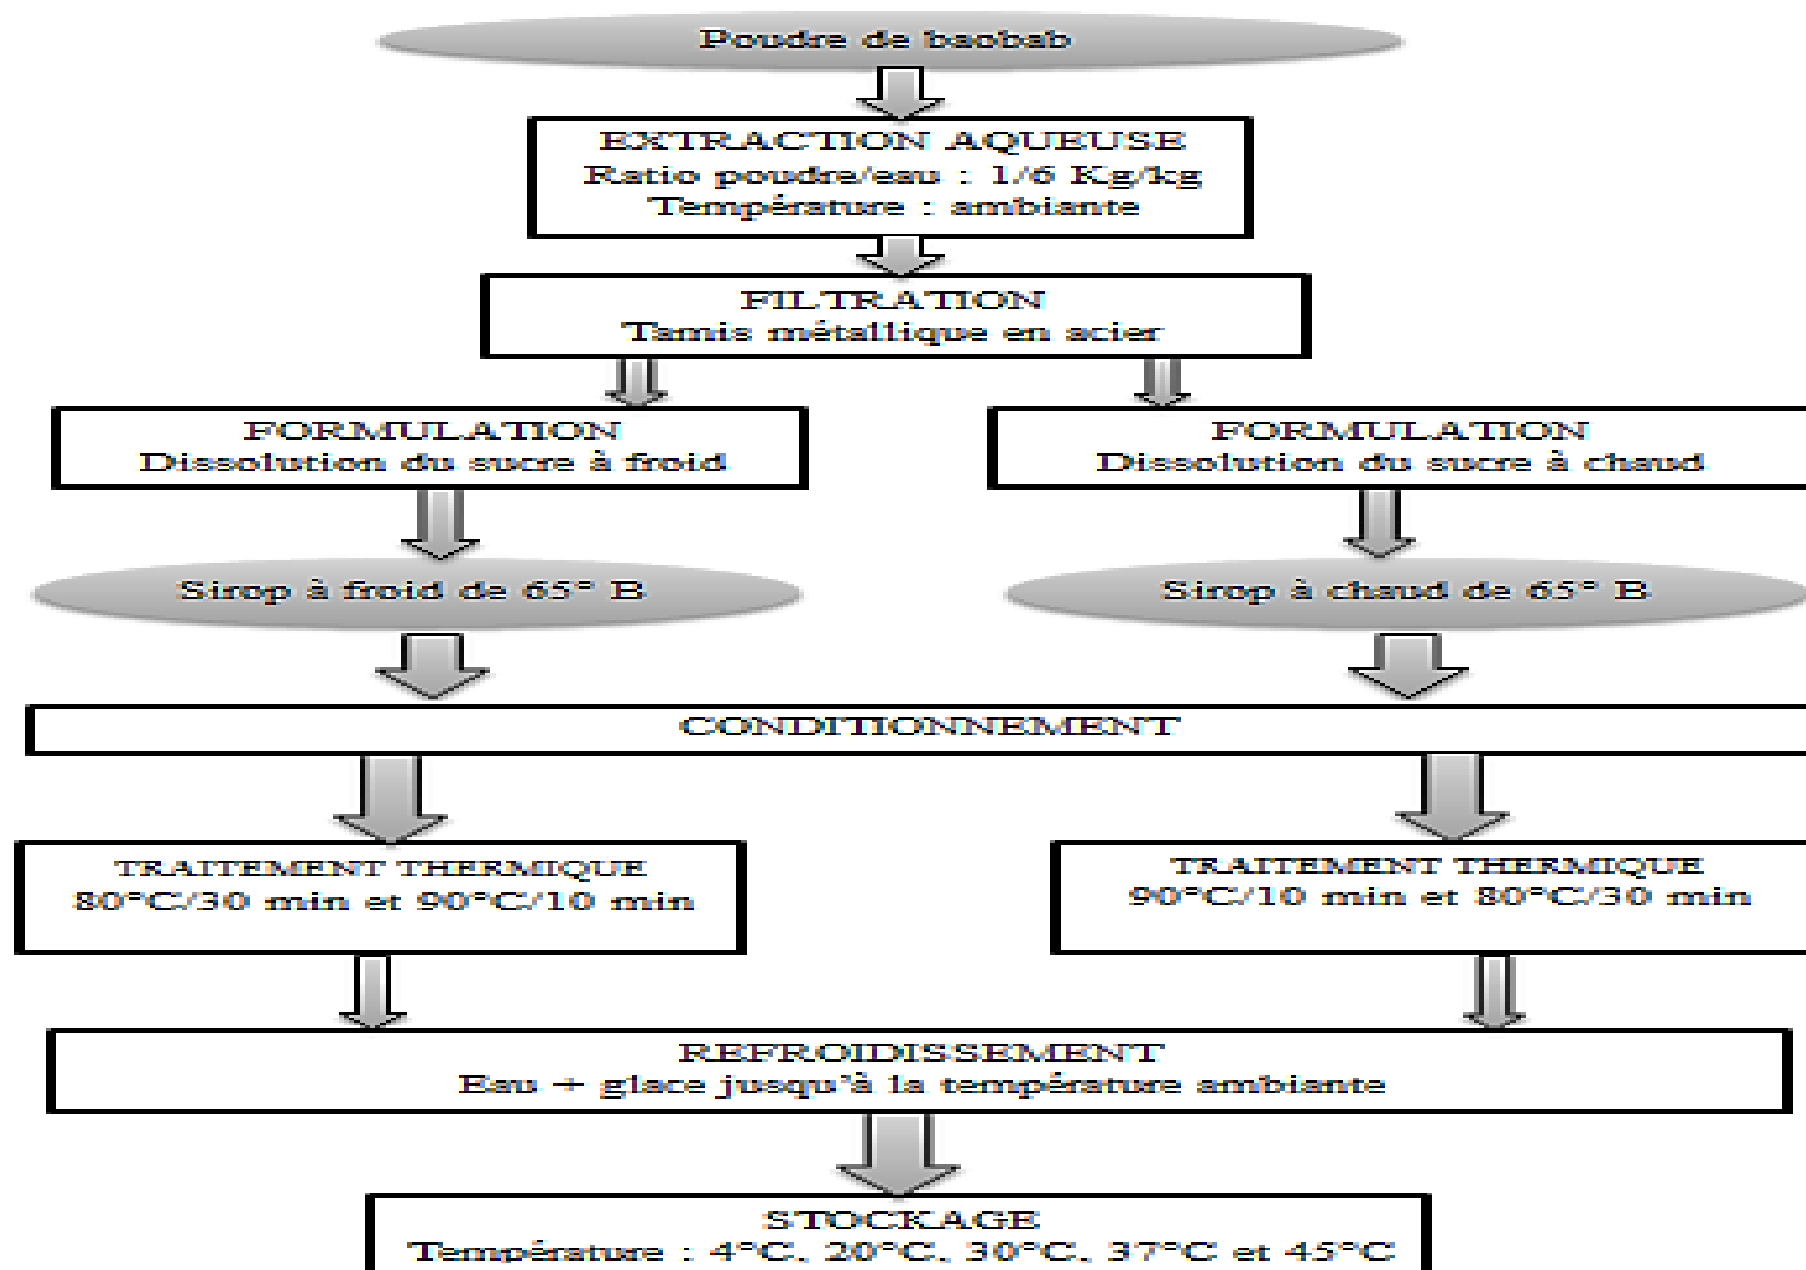 Poudre de baobab
EXTRACTION AQUEUSE
Ratio poudre/eau : 1/6 Kg/kg
Température : ambiante
FILTRATION
Tamis métallique en acier
FORMULATION
Dissolution du sucre à froid
FORMULATION
Dissolution du sucre à chaud
Sirop à froid de 65° B
Sirop à chaud de 65° B
CONDITIONNEMENT
TRAITEMENT THERMIQUE
80°C/30 min et 90°C/10 min
TRAITEMENT THERMIQUE
90°C/10 min et 80°C/30 min
REFROIDISSEMENT
Eau + glace jusqu'à la température ambiante
STOCKAGE
Température : 4°C, 20°C, 30°C, 37°C et 45°C